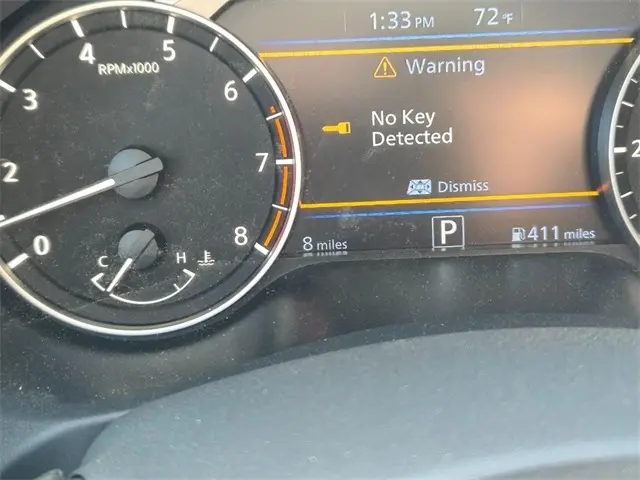 1:33 PM 72°F
4 5
RPMx1000
3 6
Warning
No Key
Detected
2 7
2
Dismiss
0 8
C H
8 miles P 411 miles